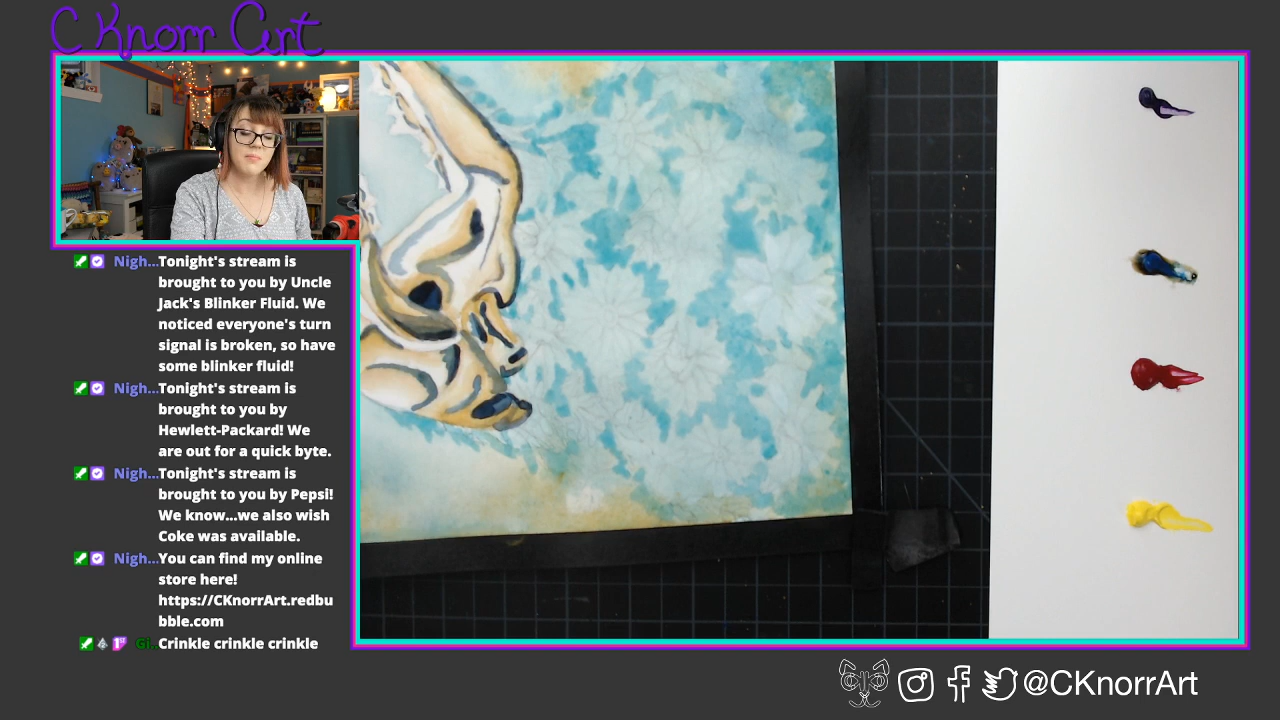 C Knorr Art
Nigh... Tonight's stream is
brought to you by Uncle
Jack's Blinker Fluid. We
noticed everyone's turn
signal is broken, so have
some blinker fluid!
Nigh... Tonight's stream is
brought to you by
Hewlett-Packard! We
are out for a quick byte.
Nigh... Tonight's stream is
brought to you by Pepsi!
We know...we also wish
Coke was available.
Nigh... You can find my online
store here!
https://CKnorrArt.redbu
bble.com
Gi... Crinkle crinkle crinkle
@CKnorrArt